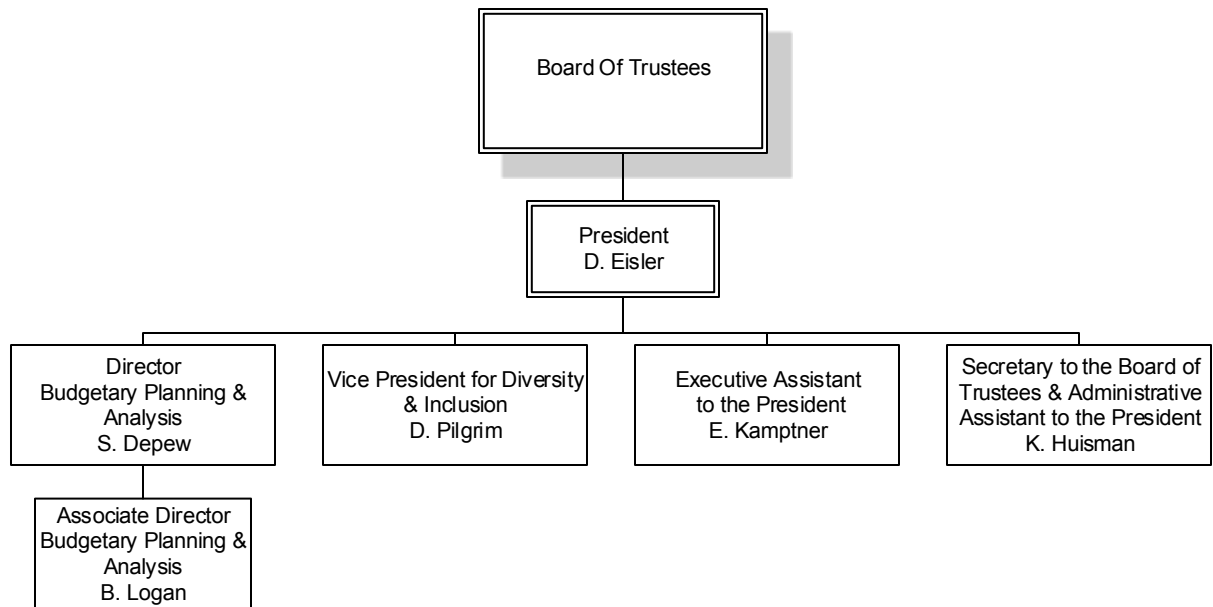 Board Of Trustees
President
D. Eisler
Director
Budgetary Planning &
Analysis
S. Depew
Vice President for Diversity
& Inclusion
D. Pilgrim
Executive Assistant
to the President
E. Kamptner
Secretary to the Board of
Trustees & Administrative
Assistant to the President
K. Huisman
Associate Director
Budgetary Planning &
Analysis
B. Logan